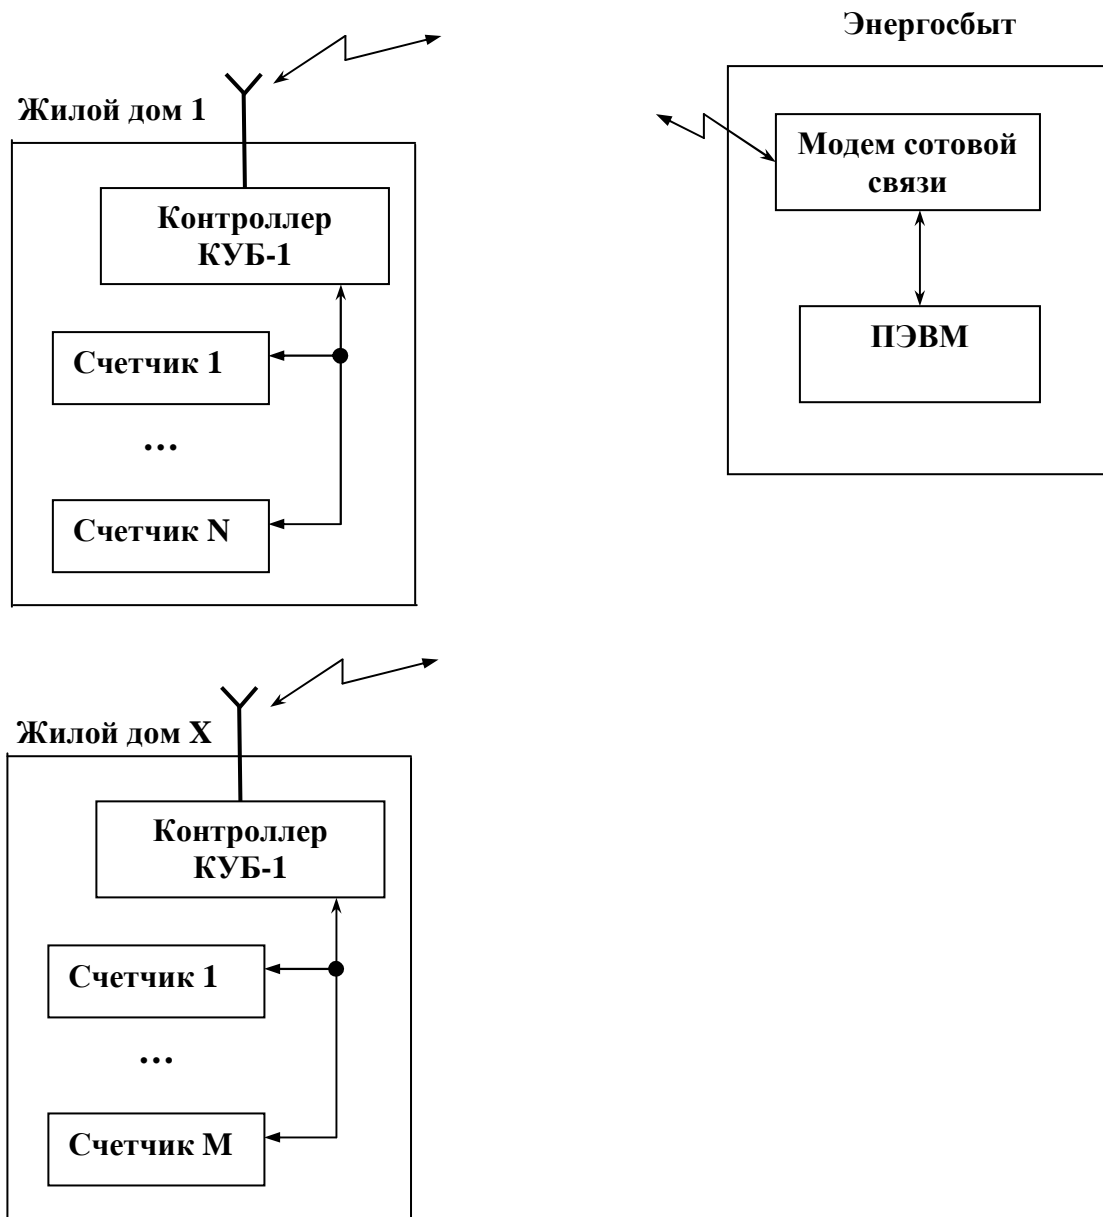 Энергосбыт
Модем сотовой
связи
ПЭВМ
Жилой дом 1
Контроллер
КУБ-1
Счетчик 1
...
Счетчик N
Жилой дом X
Контроллер
КУБ-1
Счетчик 1
...
Счетчик M